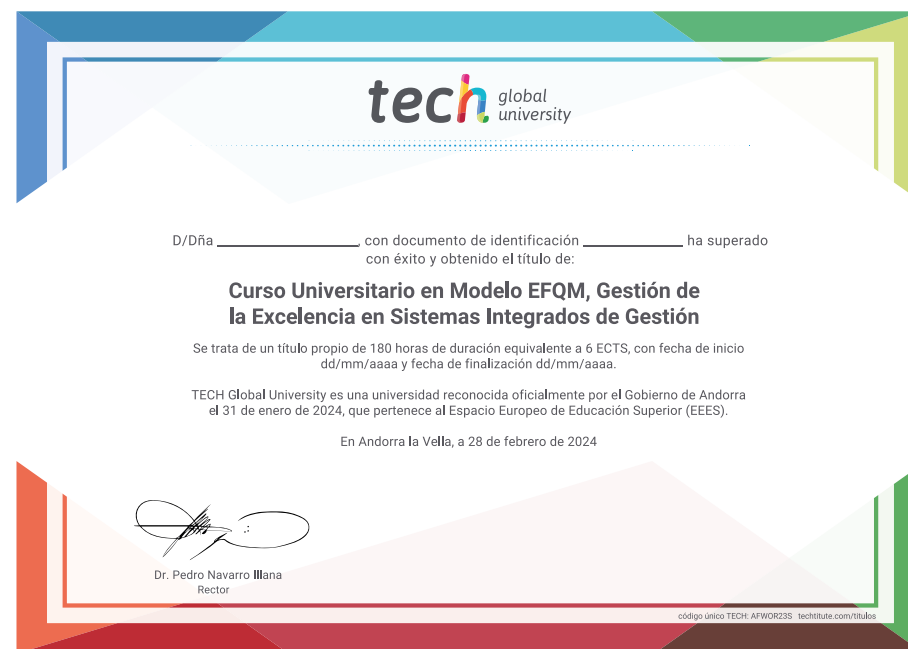 tech global university
D/Dña ____________, con documento de identificación ____________ ha superado
con éxito y obtenido el título de:
Curso Universitario en Modelo EFQM, Gestión de
la Excelencia en Sistemas Integrados de Gestión
Se trata de un título propio de 180 horas de duración equivalente a 6 ECTS, con fecha de inicio
dd/mm/aaaa y fecha de finalización dd/mm/aaaa.
TECH Global University es una universidad reconocida oficialmente por el Gobierno de Andorra
el 31 de enero de 2024, que pertenece al Espacio Europeo de Educación Superior (EEES).
En Andorra la Vella, a 28 de febrero de 2024
Dr. Pedro Navarro Illana
Rector
código único TECH: AFWOR23S techtitute.com/titulos